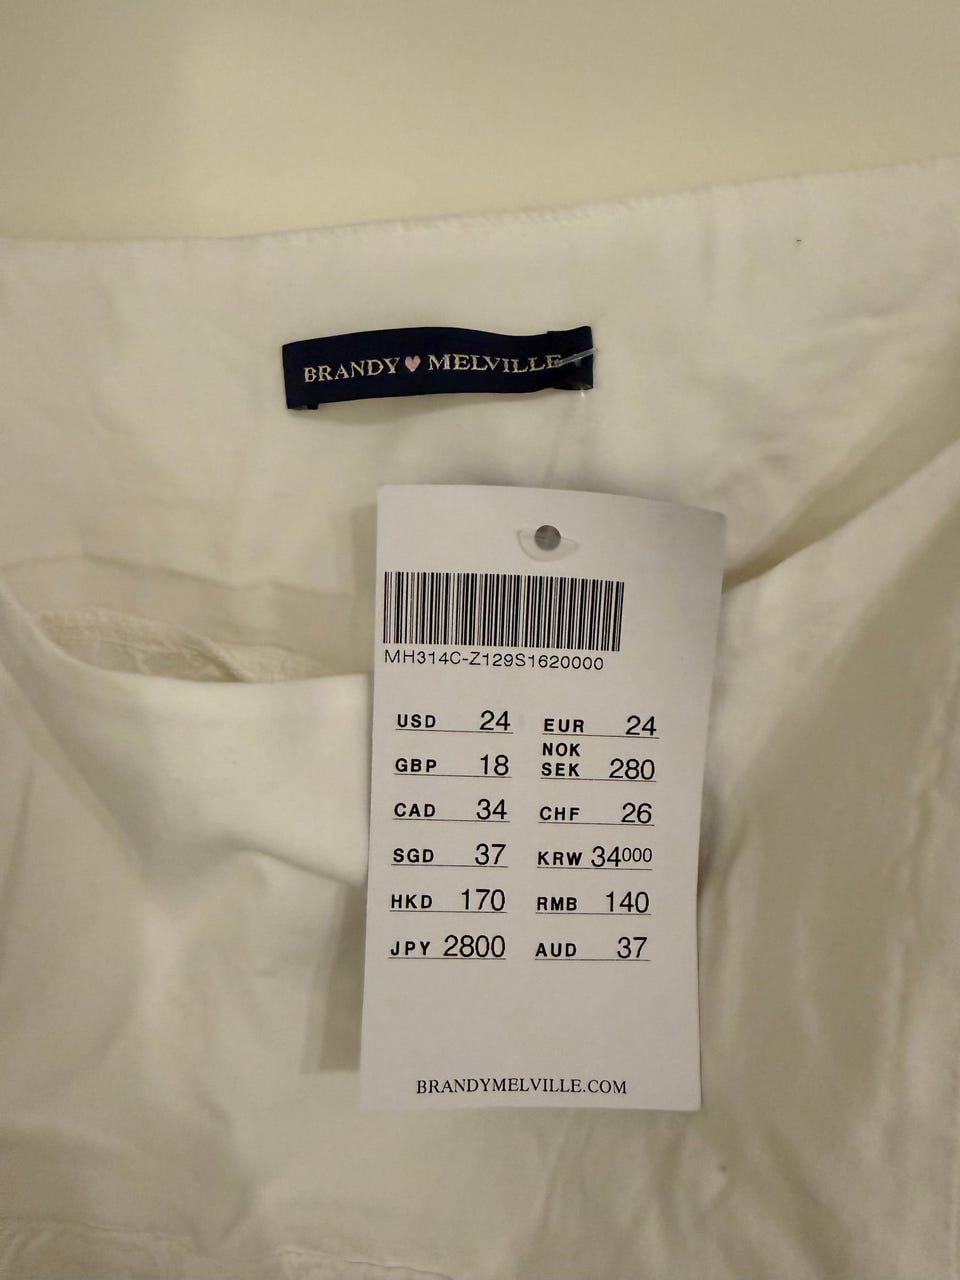 BRANDY ♥ MELVILLE
MH314C-Z129S1620000
USD 24 EUR 24
NOK
GBP 18 SEK 280
CAD 34 CHF 26
SGD 37 KRW 34000
HKD 170 RMB 140
JPY 2800 AUD 37
BRANDYMELVILLE.COM